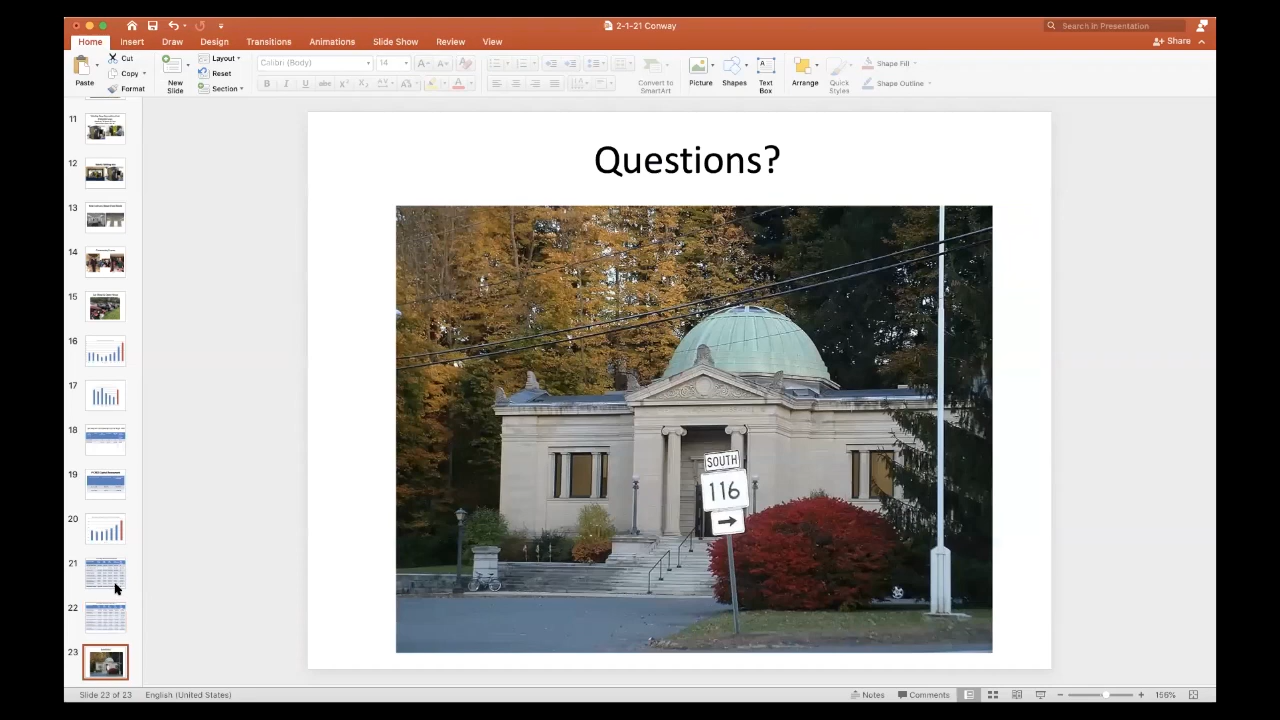 2-1-21 Conway
Search in Presentation
Home Insert Draw Design Transitions Animations Slide Show Review View
Share
Paste
Cut
Copy
Format
New
Slide
Layout
Reset
Section
Calibri (Body) 14
Convert to
SmartArt
Picture
Shapes
Text
Box
Arrange
Quick
Styles
Shape Fill
Shape Outline
11
12
13
14
15
16
17
18
19
20
21
22
23
Questions?
SOUTH
116
Slide 23 of 23 English (United States)
Notes Comments 156%